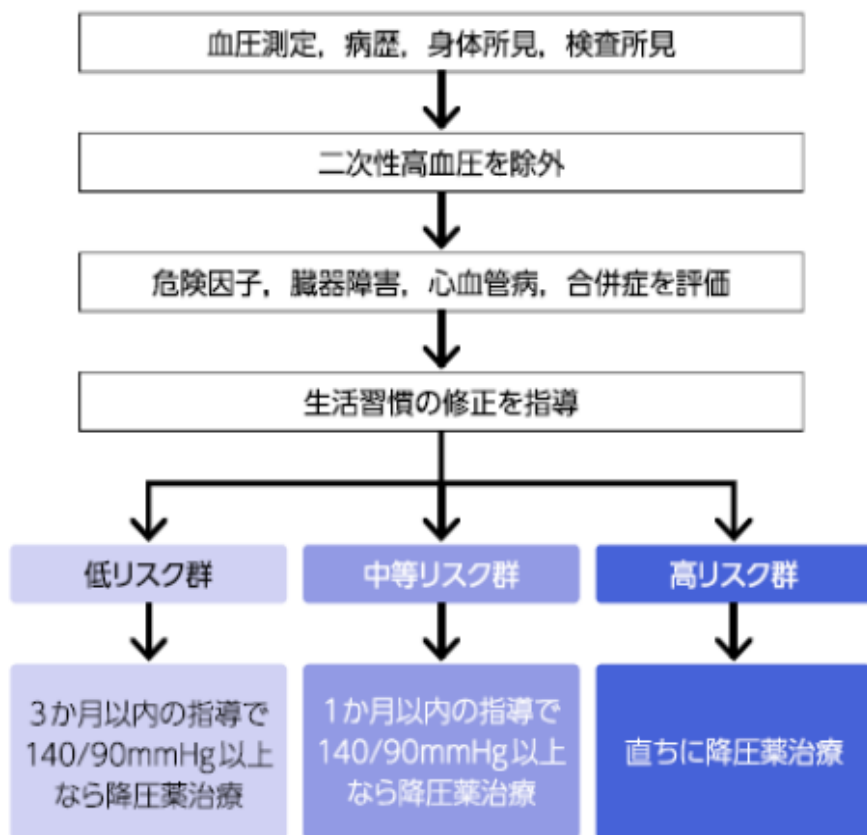 血圧測定，病歴，身体所見，検査所見
二次性高血圧を除外
危険因子，臓器障害，心血管病，合併症を評価
生活習慣の修正を指導
低リスク群
中等リスク群
高リスク群
3か月以内の指導で
140/90mmHg以上
なら降圧薬治療
1か月以内の指導で
140/90mmHg以上
なら降圧薬治療
直ちに降圧薬治療